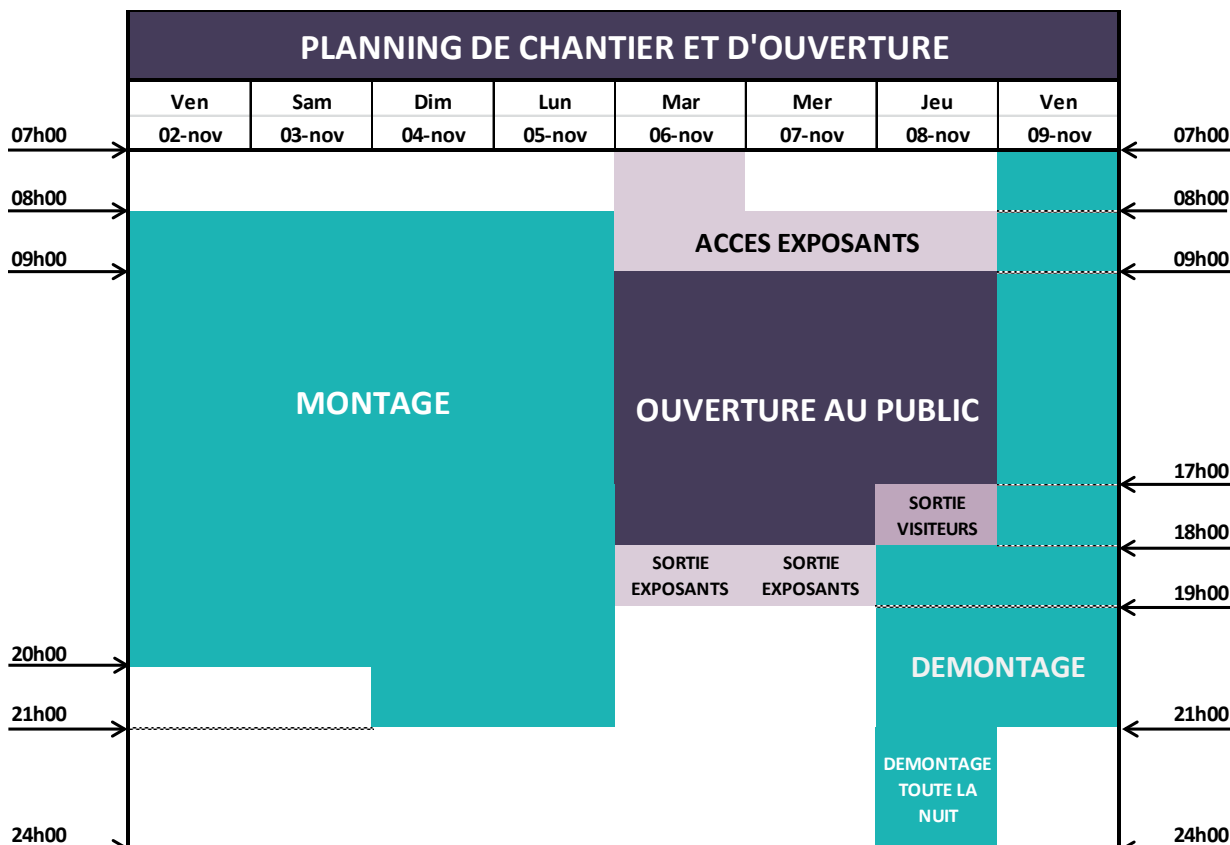 PLANNING DE CHANTIER ET D'OUVERTURE
Ven Sam Dim Lun Mar Mer Jeu Ven
07h00 02-nov 03-nov 04-nov 05-nov 06-nov 07-nov 08-nov 09-nov 07h00
08h00 08h00
ACCES EXPOSANTS
09h00 09h00
MONTAGE OUVERTURE AU PUBLIC
17h00
SORTIE
VISITEURS
18h00
SORTIE SORTIE
EXPOSANTS EXPOSANTS
19h00
20h00
DEMONTAGE
21h00 21h00
DEMONTAGE
TOUTE LA
NUIT
24h00 24h00